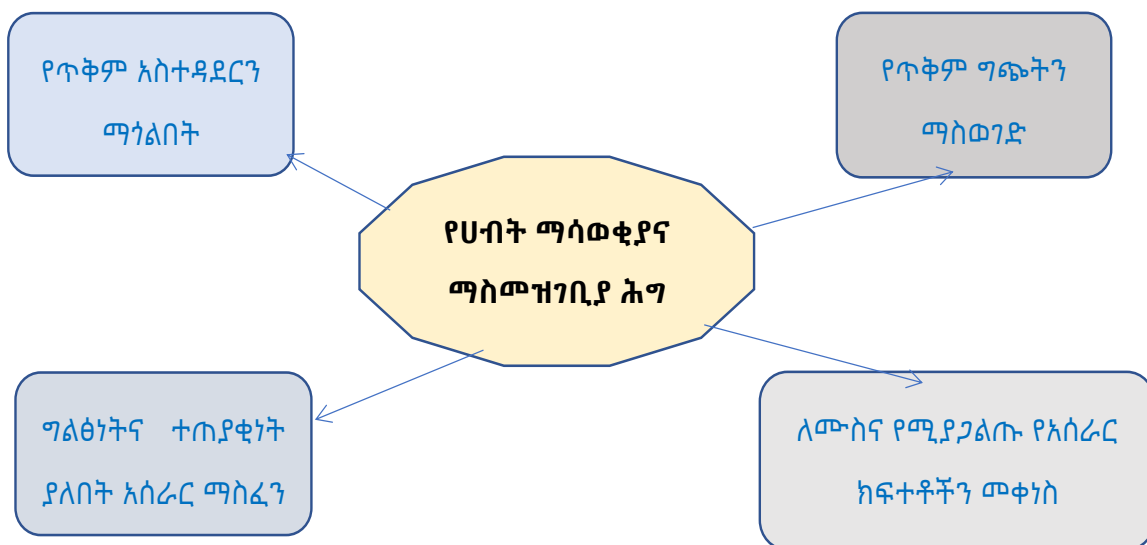 የጥቅም አስተዳደርን
ማጎልበት
የጥቅም ግጭትን
ማስወገድ
የሀብት ማሳወቂያና
ማስመዝገቢያ ሕግ
ግልፅነትና ተጠያቂነት
ያለበት አሰራር ማስፈን
ለሙስና የሚያጋልጡ የአሰራር
ክፍተቶችን መቀነስ